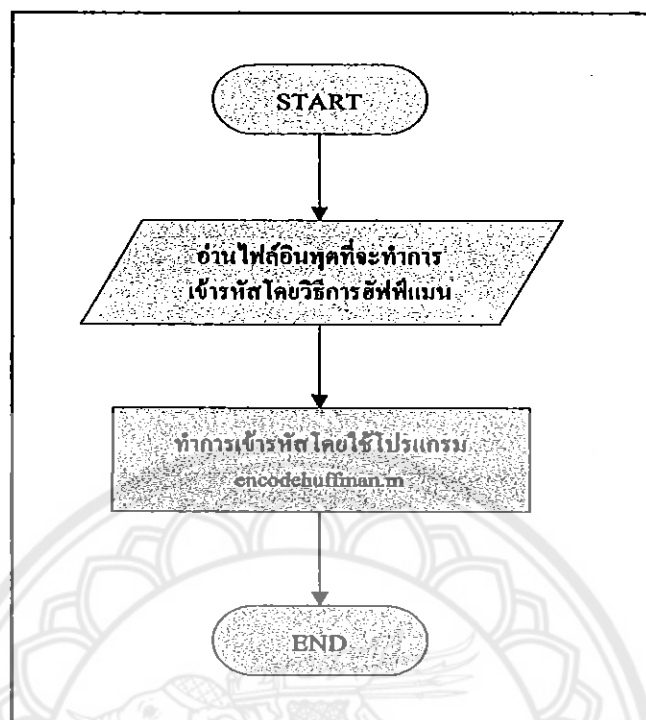 START
อ่านไฟล์อินพุตที่จะทำการ
เข้ารหัสโดยวิธีการฮัฟฟ์แมน
ทำการเข้ารหัสโดยใช้โปรแกรม
encodehuffman.m
END